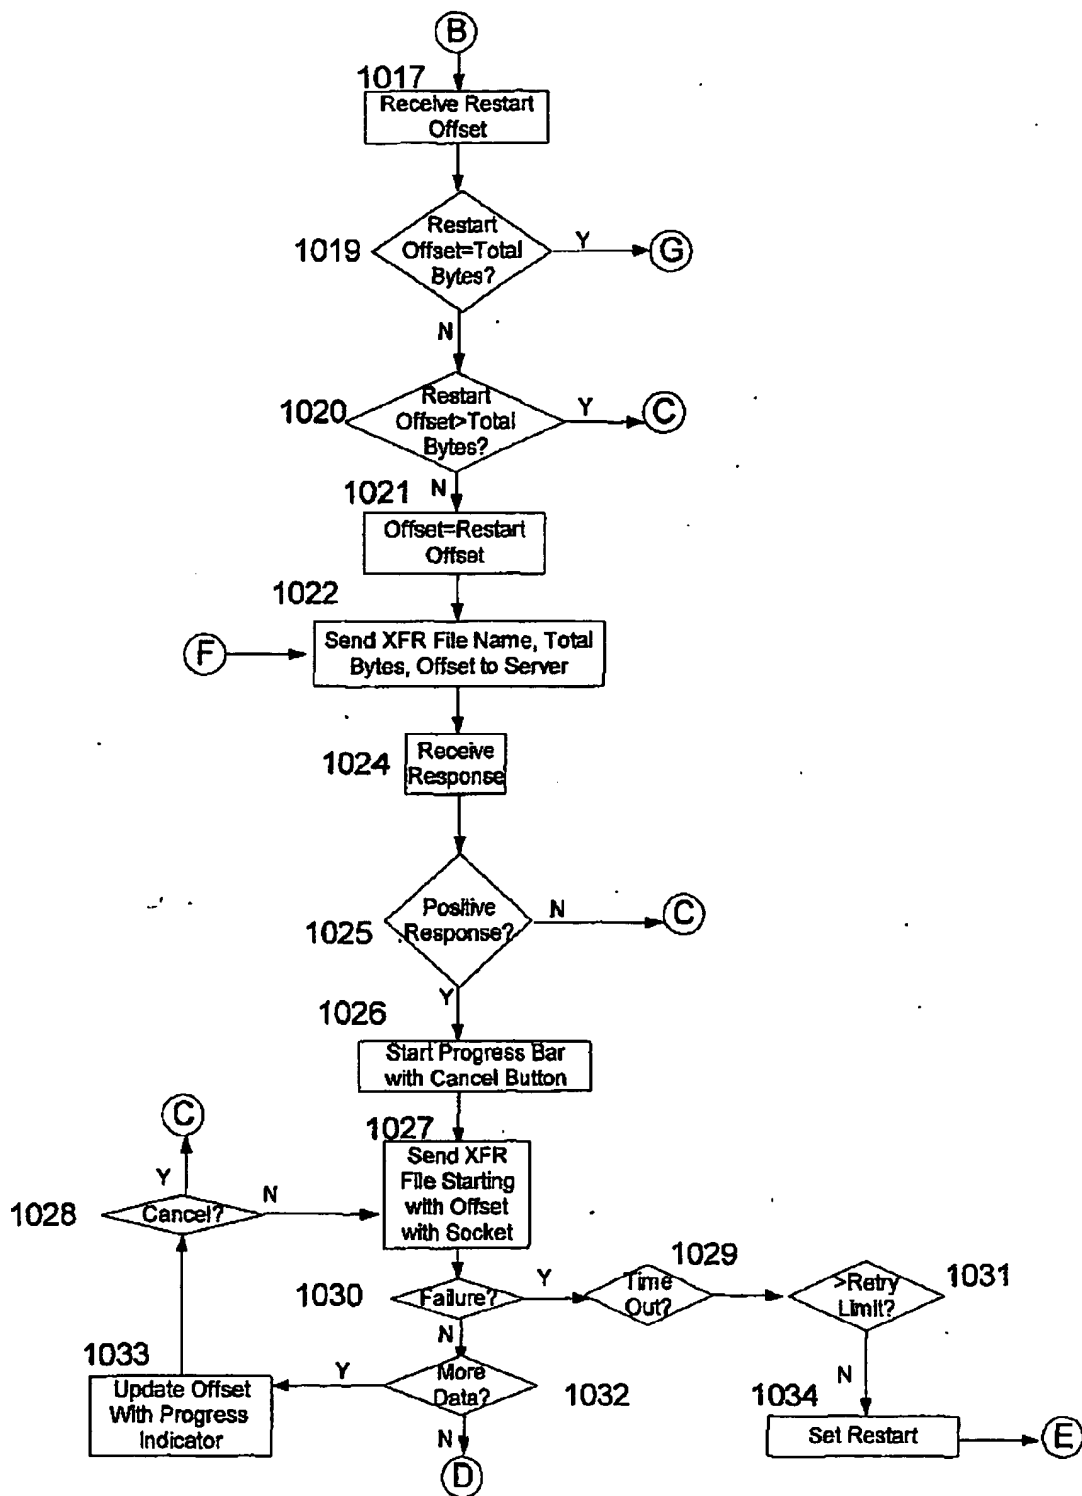 B
1017
Receive Restart
Offset
1019
Restart
Offset=Total
Bytes?
Y
G
N
1020
Restart
Offset>Total
Bytes?
Y
C
N
1021
Offset=Restart
Offset
1022
F
Send XFR File Name, Total
Bytes, Offset to Server
1024
Receive
Response
1025
Positive
Response?
N
C
Y
1026
Start Progress Bar
with Cancel Button
C
1027
Send XFR
File Starting
with Offset
with Socket
Y
1028
Cancel?
N
1030
Failure?
Y
1029
Time
Out?
>Retry
Limit?
1031
N
1033
Update Offset
With Progress
Indicator
Y
More
Data?
1032
N
1034
Set Restart
E
N
D